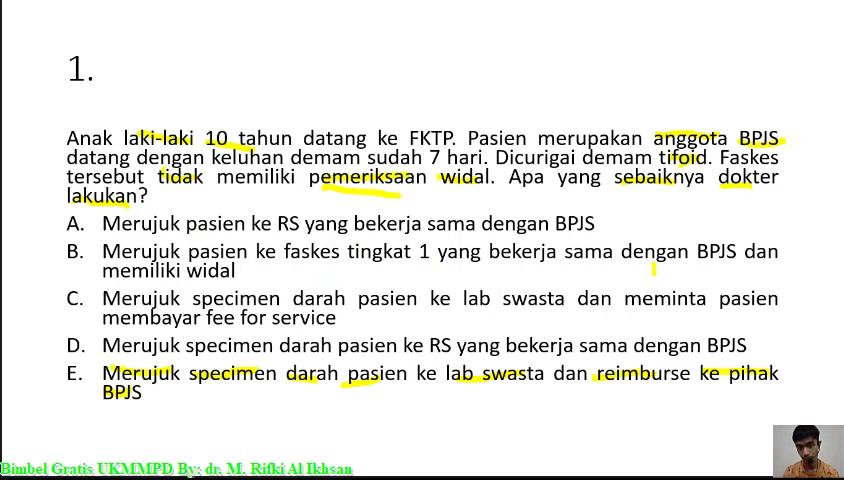 1.
Anak laki-laki 10 tahun datang ke FKTP. Pasien merupakan anggota BPJS
datang dengan keluhan demam sudah 7 hari. Dicurigai demam tifoid. Faskes
tersebut tidak memiliki pemeriksaan widal. Apa yang sebaiknya dokter
lakukan?
A. Merujuk pasien ke RS yang bekerja sama dengan BPJS
B. Merujuk pasien ke faskes tingkat 1 yang bekerja sama dengan BPJS dan
memiliki widal
C. Merujuk specimen darah pasien ke lab swasta dan meminta pasien
membayar fee for service
D. Merujuk specimen darah pasien ke RS yang bekerja sama dengan BPJS
E. Merujuk specimen darah pasien ke lab swasta dan reimburse ke pihak
BPJS
Bimbel Gratis UKMMPD By: dr. M. Rifki Al Ikhsan